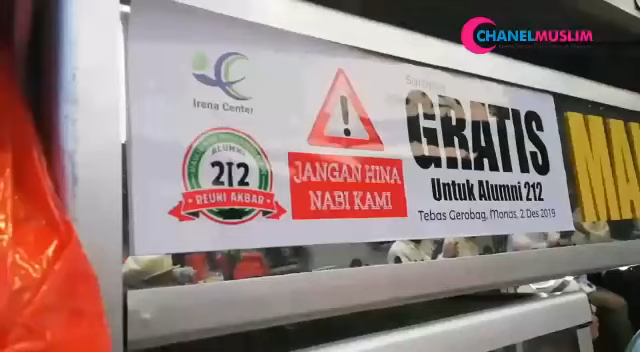 CHANELMUSLIM
Irena Center
ALUMNI
212
REUNI AKBAR
JANGAN HINA
NABI KAMI
GRATIS
Untuk Alumni 212
Tebas Gerobag, Monas, 2 Des 2019
MA